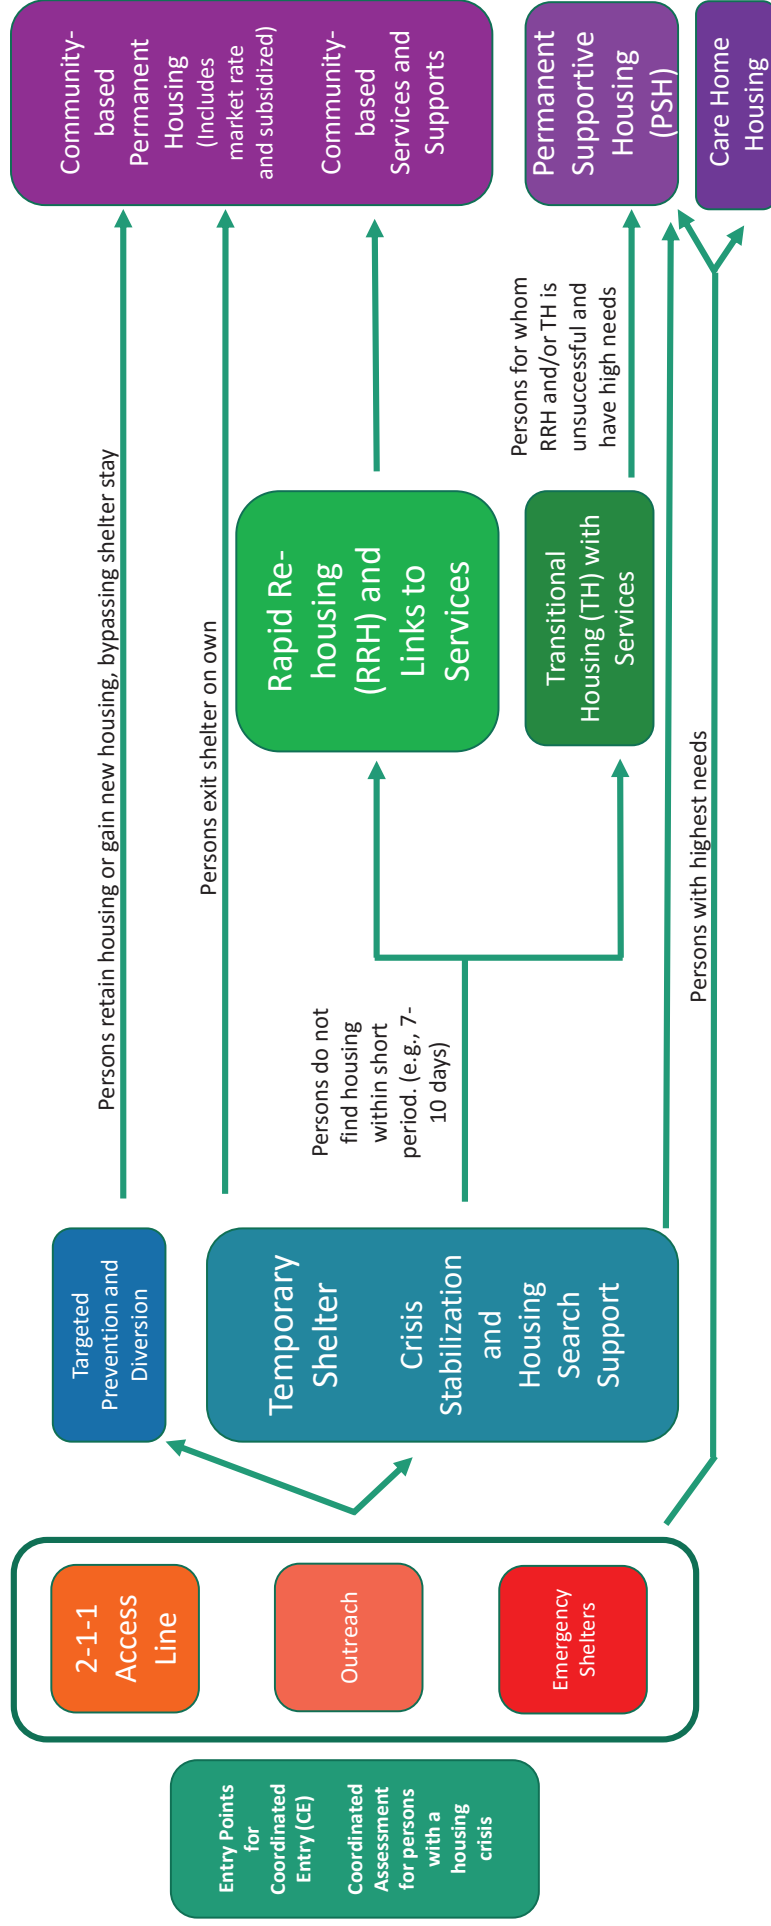 Entry Points
for
Coordinated
Entry (CE)
Coordinated
Assessment
for persons
with a
housing
crisis
2-1-1
Access
Line
Outreach
Emergency
Shelters
Targeted
Prevention and
Diversion
Temporary
Shelter
Crisis
Stabilization
and
Housing
Search
Support
Persons retain housing or gain new housing, bypassing shelter stay
Persons exit shelter on own
Persons do not
find housing
within short
period. (e.g., 7-
10 days)
Rapid Re-
housing
(RRH) and
Links to
Services
Transitional
Housing (TH) with
Services
Persons for whom
RRH and/or TH is
unsuccessful and
have high needs
Persons with highest needs
Community-
based
Permanent
Housing
(Includes
market rate
and subsidized)
Community-
based
Services and
Supports
Permanent
Supportive
Housing
(PSH)
Care Home
Housing